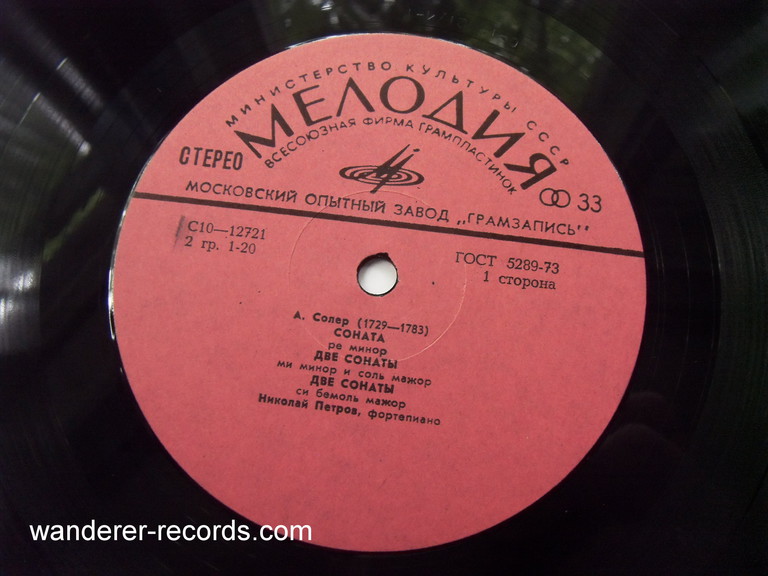 МИНИСТЕРСТВО КУЛЬТУРЫ СССР
МЕЛОДИЯ
ВСЕСОЮЗНАЯ ФИРМА ГРАМПЛАСТИНОК
СТЕРЕО
33
МОСКОВСКИЙ ОПЫТНЫЙ ЗАВОД „ГРАМЗАПИСЬ"
С10—12721
2 гр. 1-20
ГОСТ 5289-73
1 сторона
А. Солер (1729—1783)
СОНАТА
ре минор
ДВЕ СОНАТЫ
ми минор и соль мажор
ДВЕ СОНАТЫ
си бемоль мажор
Николай Петров, фортепиано
wanderer-records.com